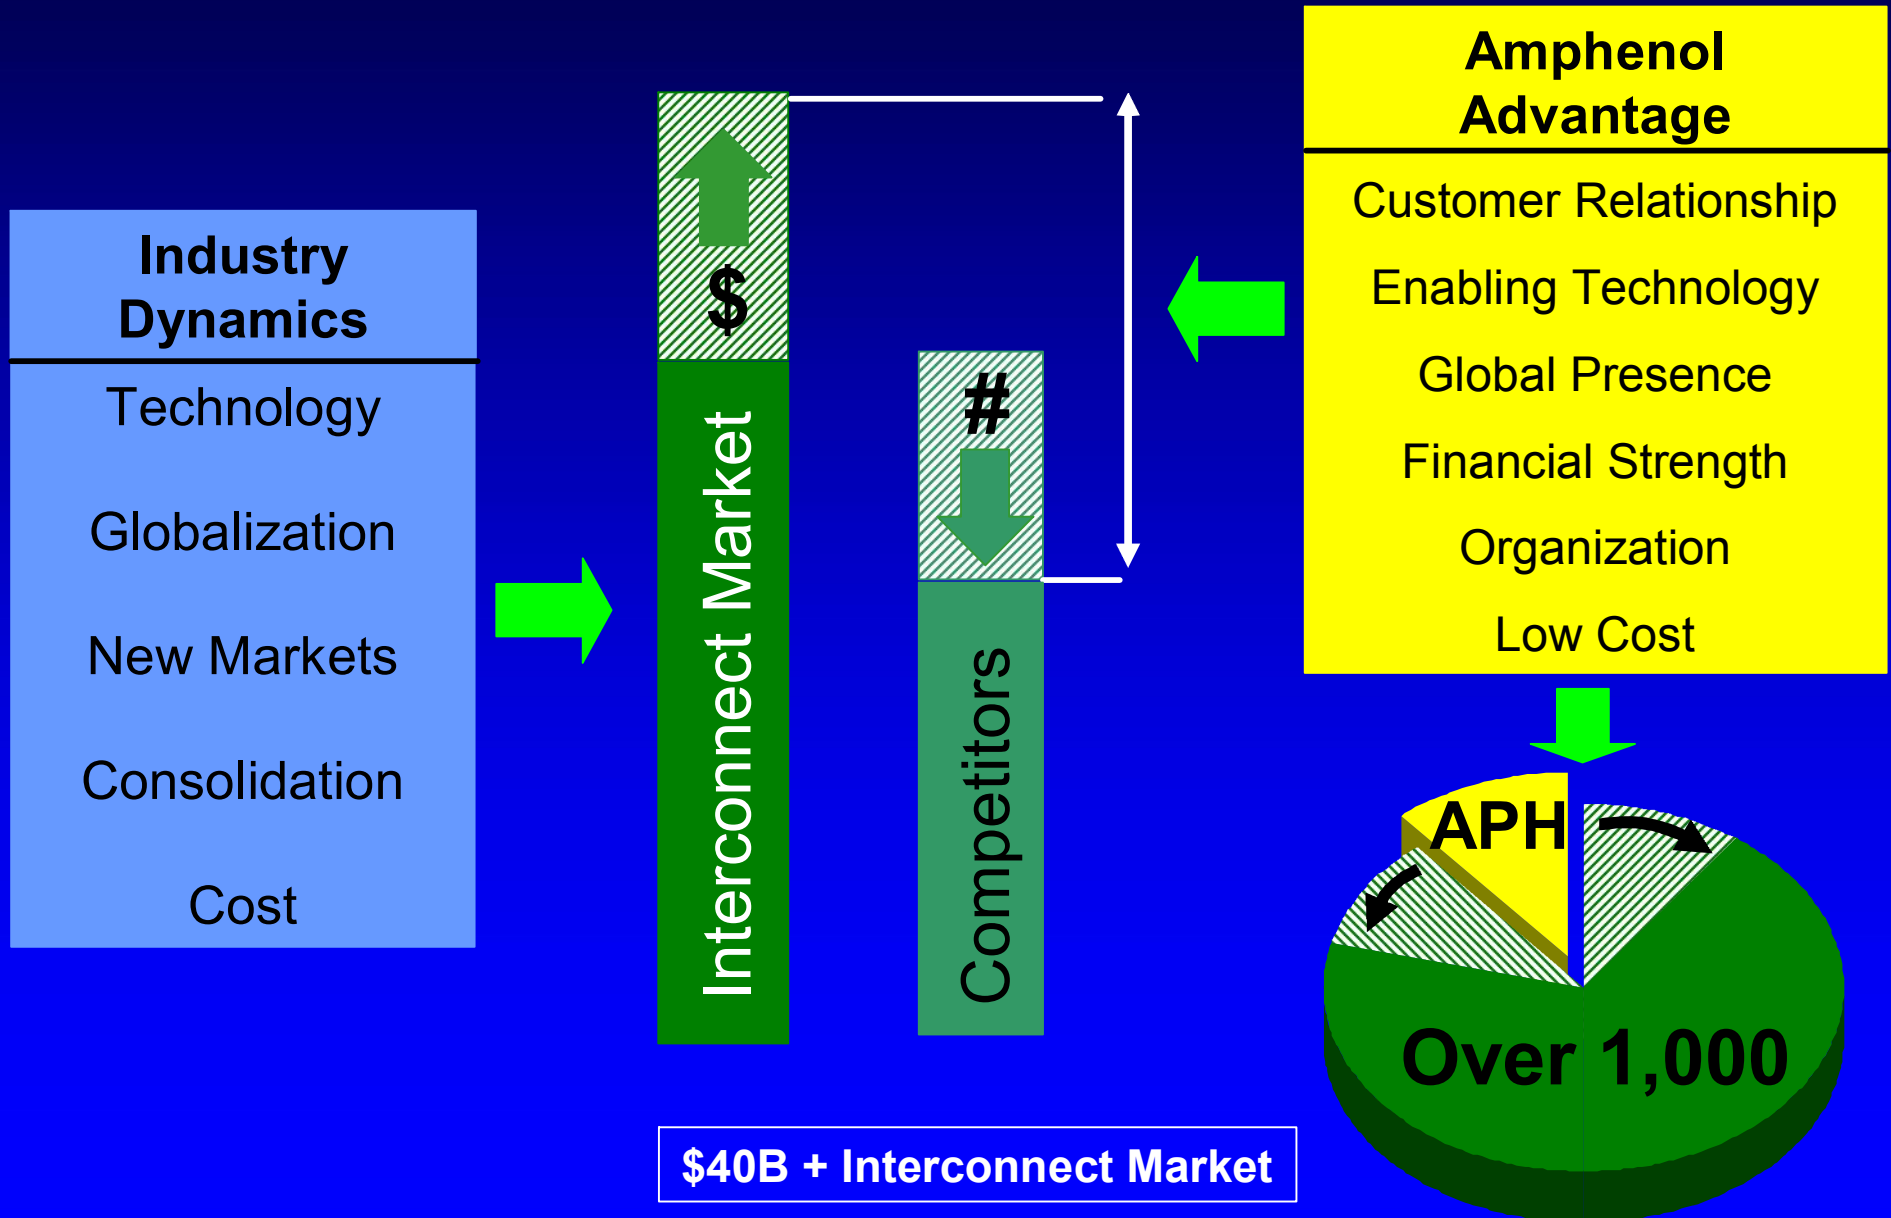 Industry
Dynamics
Technology
Globalization
New Markets
Consolidation
Cost
$
Interconnect Market
#
Competitors
Amphenol
Advantage
Customer Relationship
Enabling Technology
Global Presence
Financial Strength
Organization
Low Cost
APH
Over 1,000
$40B + Interconnect Market